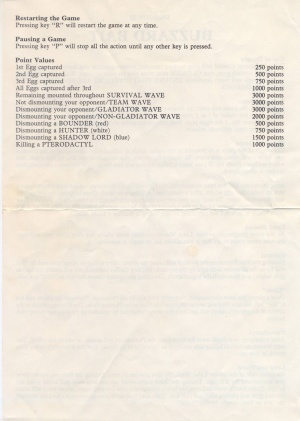 Restarting the Game
Pressing key "R" will restart the game at any time.
Pausing a Game
Pressing key "P" will stop all the action until any other key is pressed.
Point Values
1st Egg captured 250 points
2nd Egg captured 500 points
3rd Egg captured 750 points
All Eggs captured after 3rd 1000 points
Remaining mounted throughout SURVIVAL WAVE 3000 points
Not dismounting your opponent/TEAM WAVE 3000 points
Dismounting your opponent/GLADIATOR WAVE 3000 points
Dismounting your opponent/NON-GLADIATOR WAVE 2000 points
Dismounting a BOUNDER (red) 500 points
Dismounting a HUNTER (white) 750 points
Dismounting a SHADOW LORD (blue) 1500 points
Killing a PTERODACTYL 1000 points